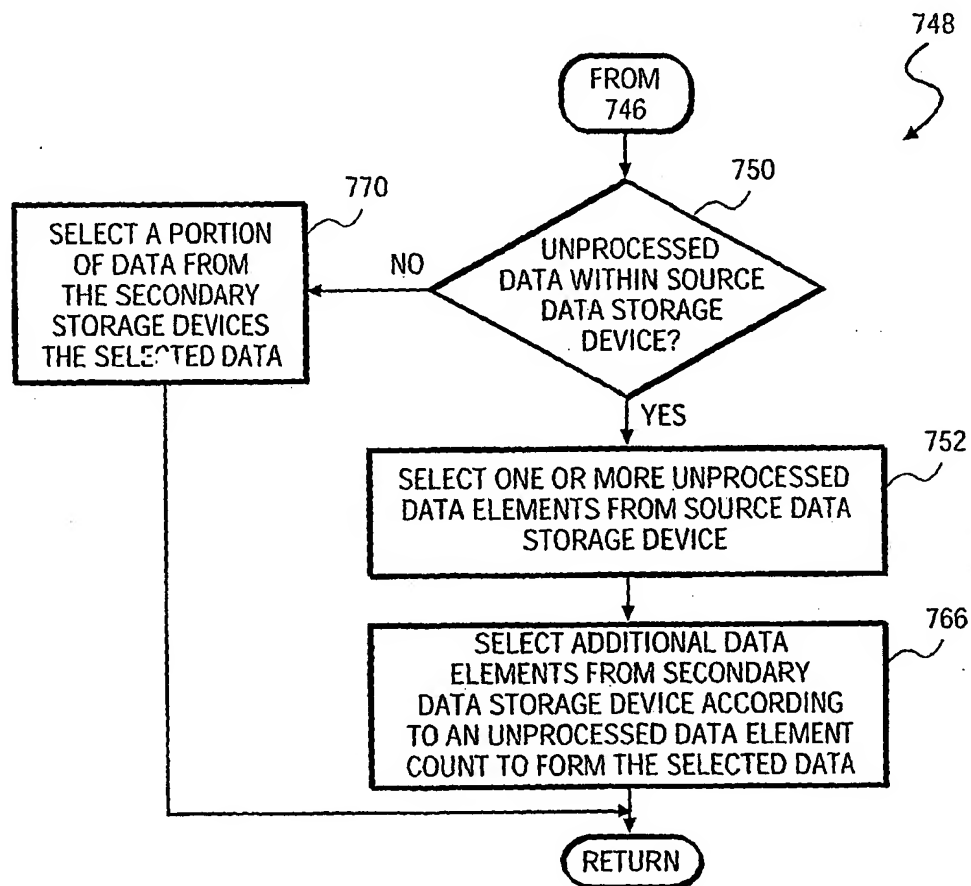 748
FROM
746
750
UNPROCESSED
DATA WITHIN SOURCE
DATA STORAGE
DEVICE?
NO
770
SELECT A PORTION
OF DATA FROM
THE SECONDARY
STORAGE DEVICES
THE SELECTED DATA
YES
752
SELECT ONE OR MORE UNPROCESSED
DATA ELEMENTS FROM SOURCE DATA
STORAGE DEVICE
766
SELECT ADDITIONAL DATA
ELEMENTS FROM SECONDARY
DATA STORAGE DEVICE ACCORDING
TO AN UNPROCESSED DATA ELEMENT
COUNT TO FORM THE SELECTED DATA
RETURN